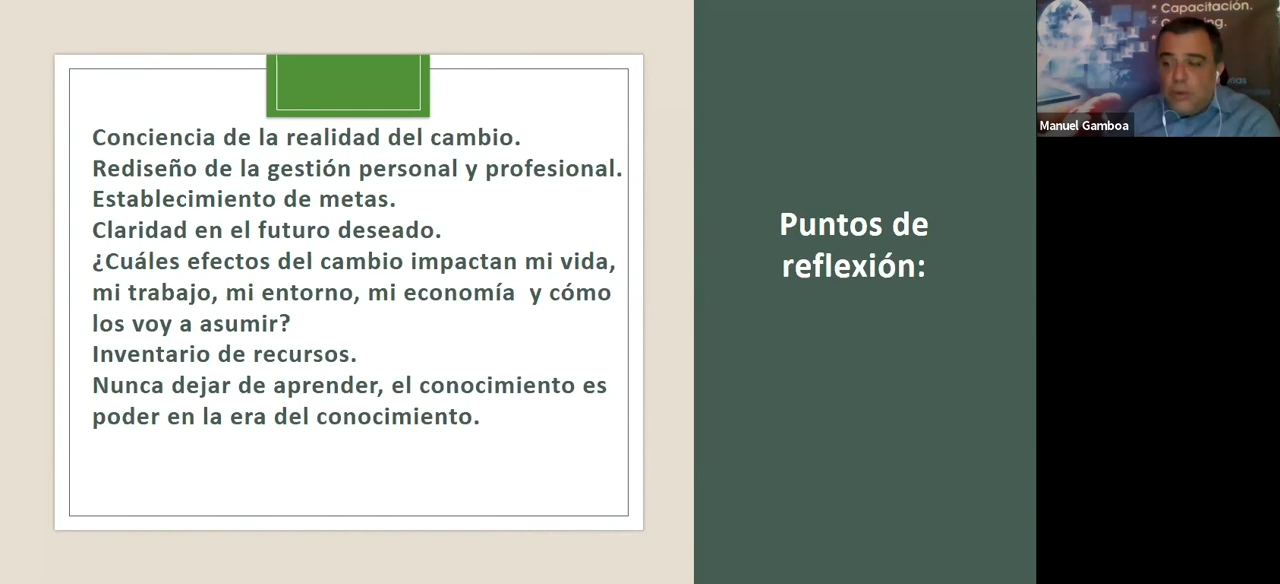 Conciencia de la realidad del cambio.
Rediseño de la gestión personal y profesional.
Establecimiento de metas.
Claridad en el futuro deseado.
¿Cuáles efectos del cambio impactan mi vida,
mi trabajo, mi entorno, mi economía y cómo
los voy a asumir?
Inventario de recursos.
Nunca dejar de aprender, el conocimiento es
poder en la era del conocimiento.
Puntos de
reflexión:
* Capacitación.
Manuel Gamboa